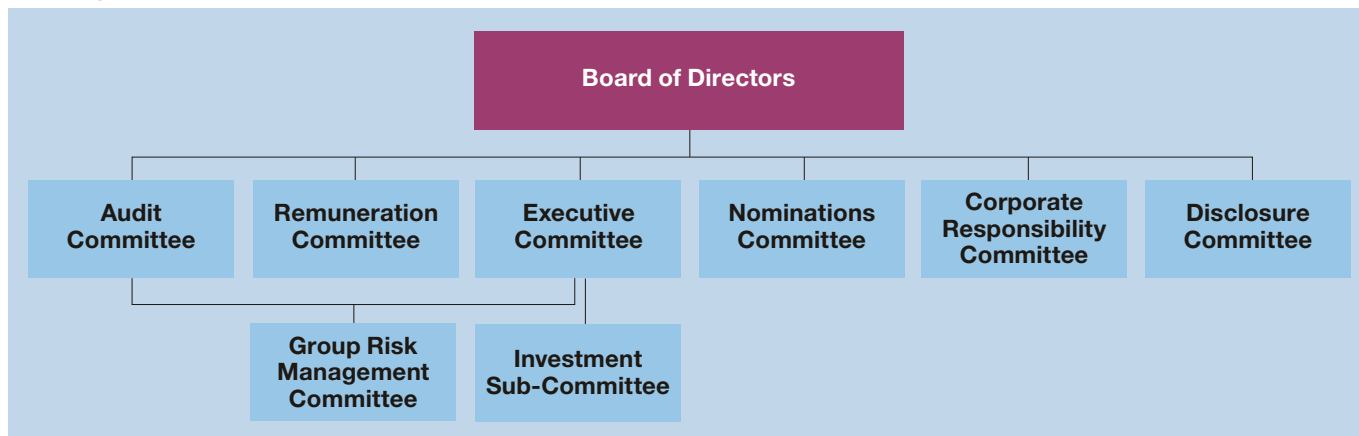 Board of Directors
Audit
Committee
Remuneration
Committee
Executive
Committee
Nominations
Committee
Corporate
Responsibility
Committee
Disclosure
Committee
Group Risk
Management
Committee
Investment
Sub-Committee